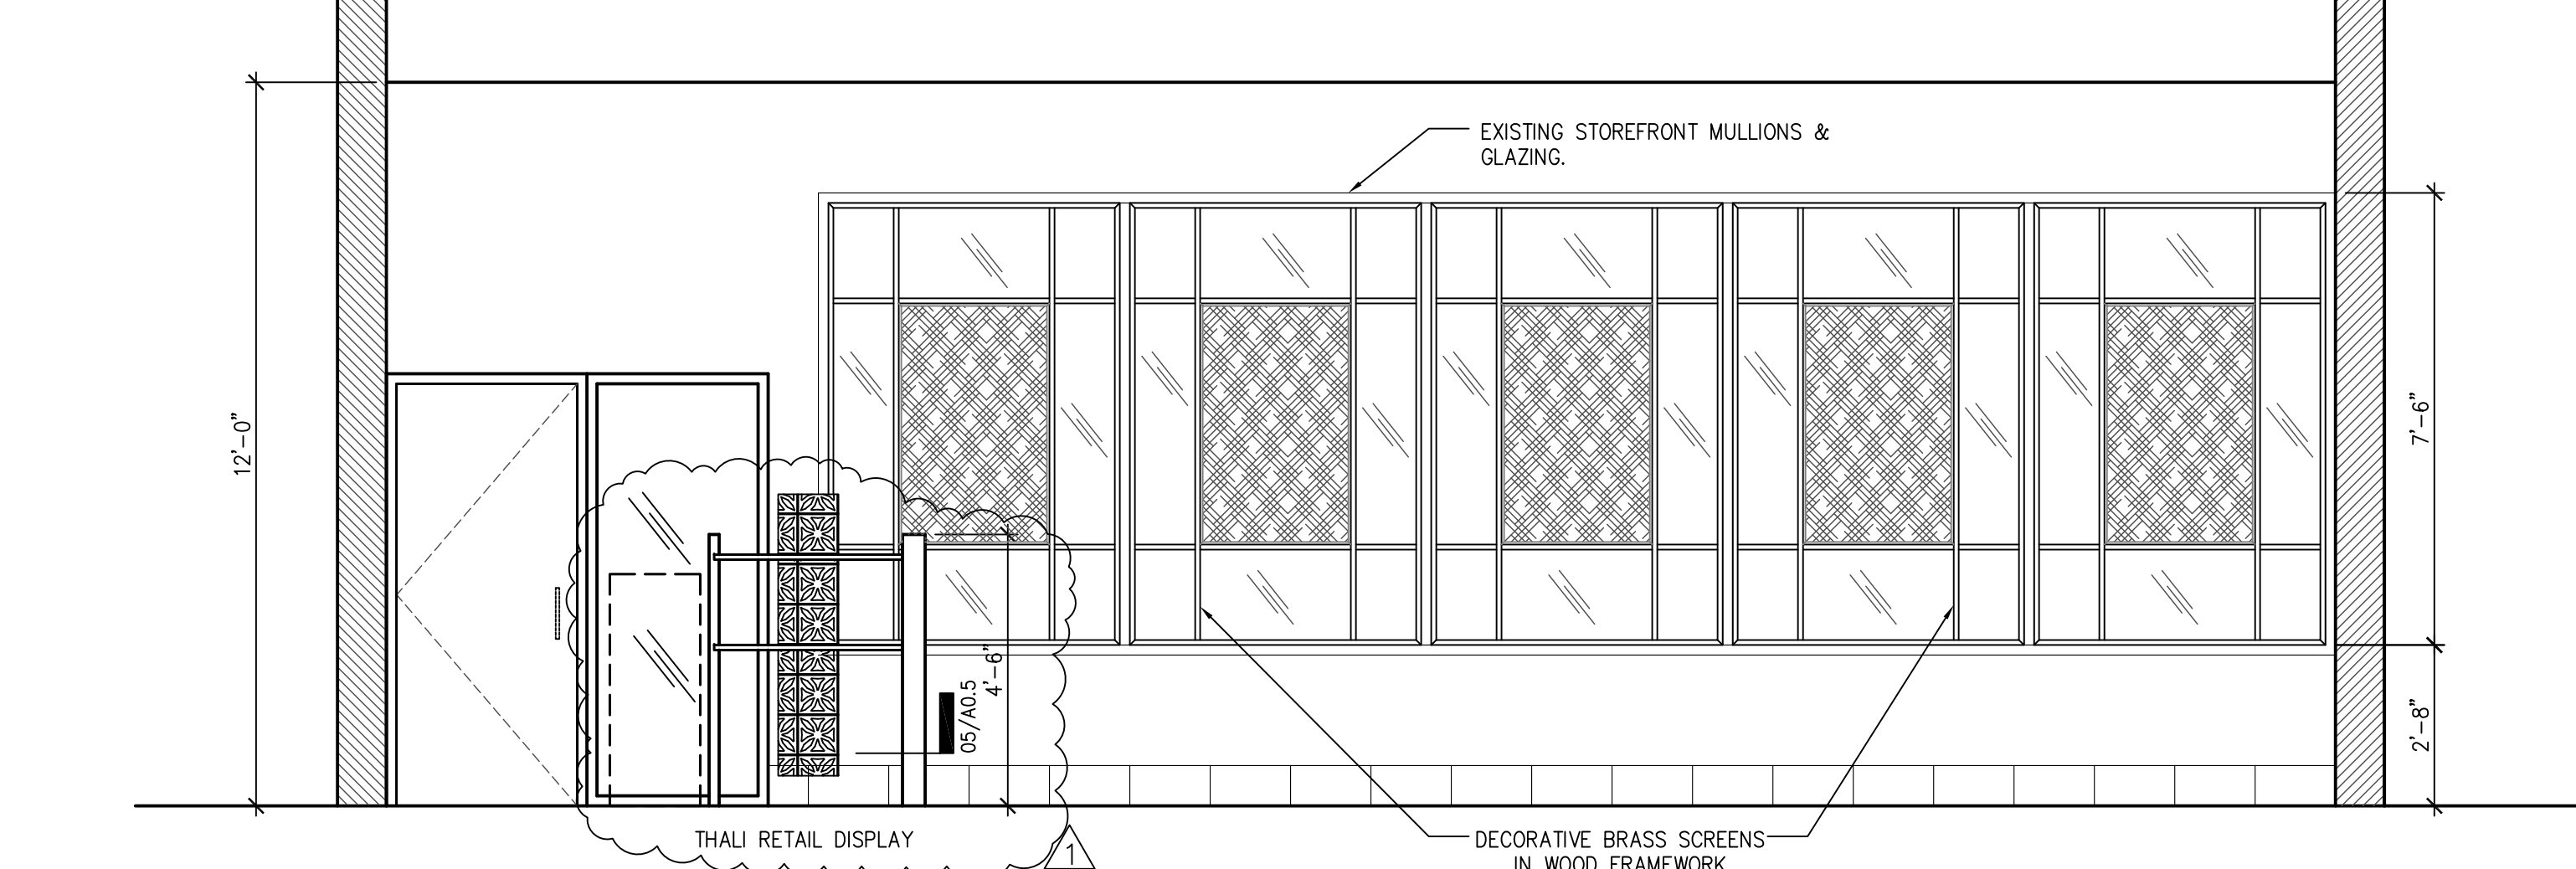 EXISTING STOREFRONT MULLIONS &
GLAZING.
12'-0"
7'-6"
4'-6"
05/A0.5
2'-8"
THALI RETAIL DISPLAY
1
DECORATIVE BRASS SCREENS
IN WOOD FRAMEWORK